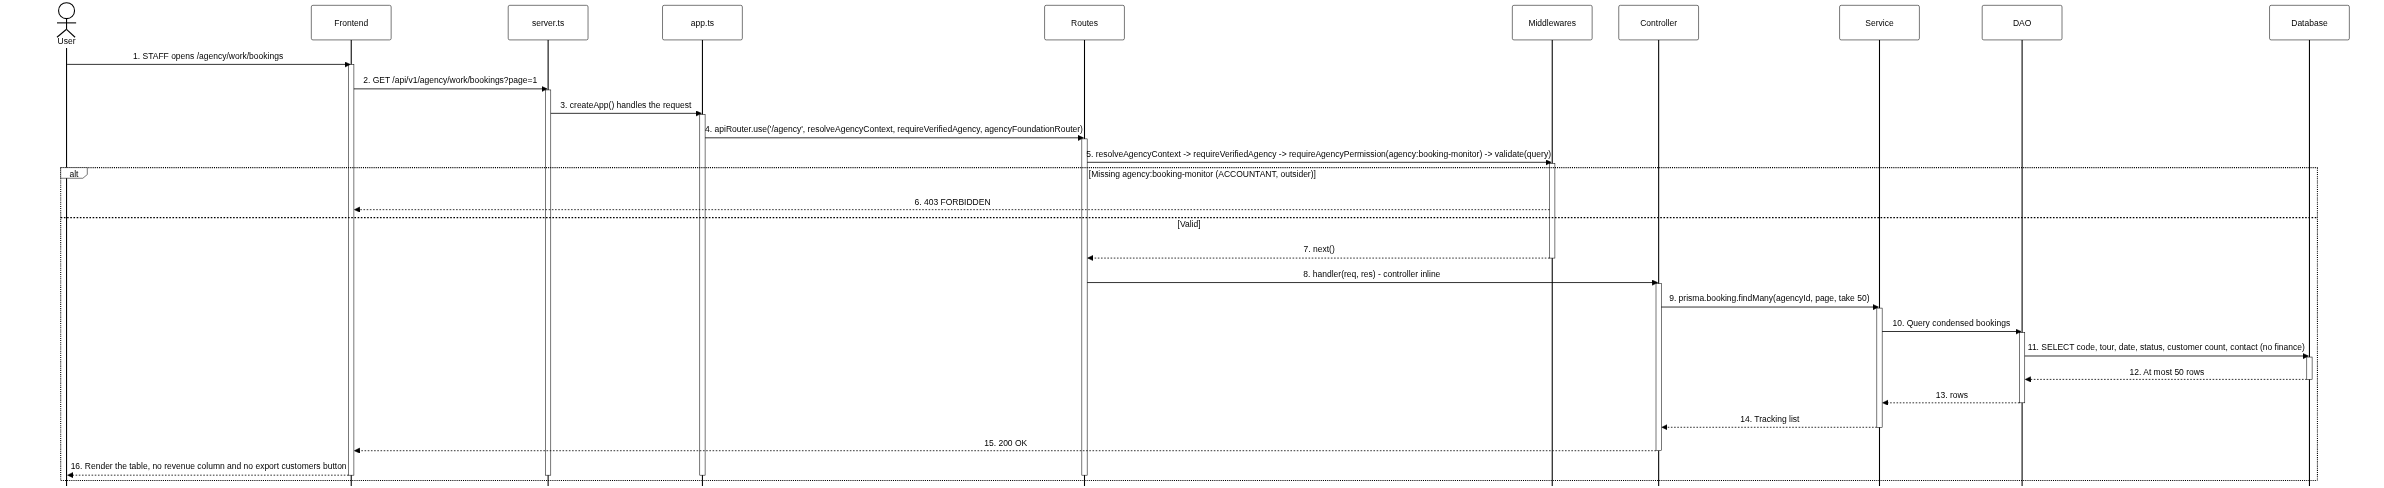 User
Frontend
server.ts
app.ts
Routes
Middlewares
Controller
Service
DAO
Database
1. STAFF opens /agency/work/bookings
2. GET /api/v1/agency/work/bookings?page=1
3. createApp() handles the request
4. apiRouter.use('/agency', resolveAgencyContext, requireVerifiedAgency, agencyFoundationRouter)
5. resolveAgencyContext -> requireVerifiedAgency -> requireAgencyPermission(agency:booking-monitor) -> validate(query)
alt
[Missing agency:booking-monitor (ACCOUNTANT, outsider)]
6. 403 FORBIDDEN
[Valid]
7. next()
8. handler(req, res) - controller inline
9. prisma.booking.findMany(agencyId, page, take 50)
10. Query condensed bookings
11. SELECT code, tour, date, status, customer count, contact (no finance)
12. At most 50 rows
13. rows
14. Tracking list
15. 200 OK
16. Render the table, no revenue column and no export customers button